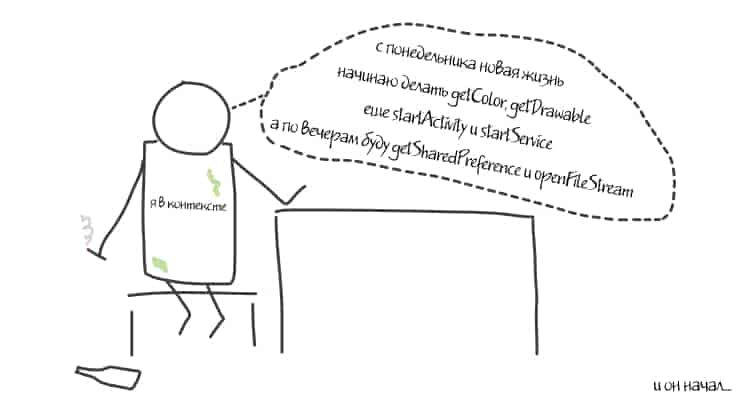 с понедельника новая жизнь
начинаю делать getColor, getDrawable
еще startActivity и startService
а по вечерам буду getSharedPreference и openFileStream
я в контексте
и он начал...